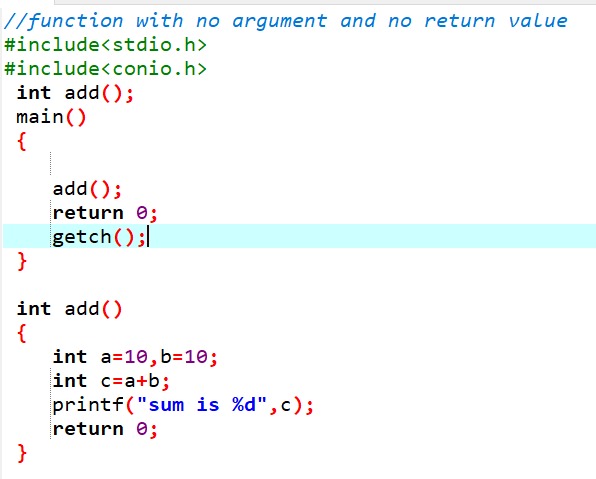 //function with no argument and no return value
#include<stdio.h>
#include<conio.h>
int add();
main()
{
add();
return 0;
getch();
}
int add()
{
int a=10,b=10;
int c=a+b;
printf("sum is %d",c);
return 0;
}